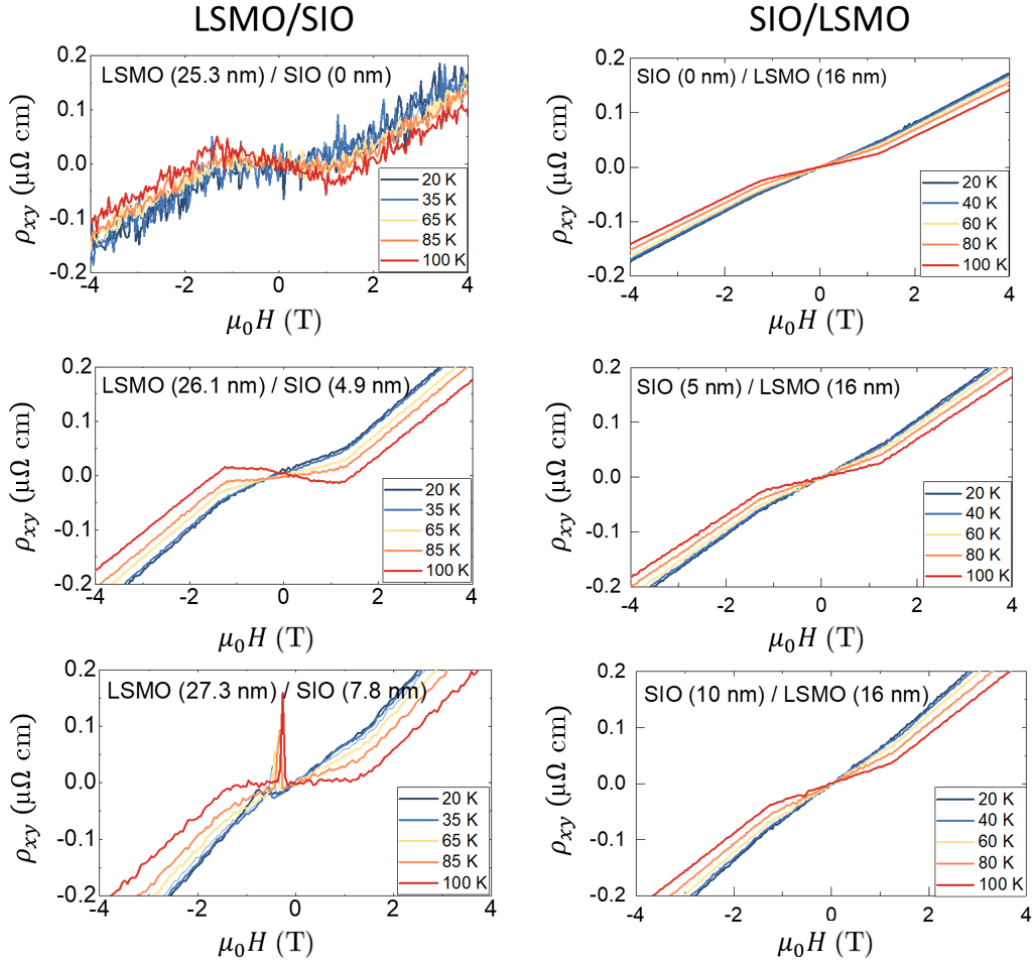 LSMO/SIO
LSMO (25.3 nm) / SIO (0 nm)
0.2
0.1
0.0
-0.1
-0.2
ρxy (μΩ cm)
20 K
35 K
65 K
85 K
100 K
-4 -2 0 2 4
μ0H (T)
SIO/LSMO
SIO (0 nm) / LSMO (16 nm)
0.2
0.1
0.0
-0.1
-0.2
ρxy (μΩ cm)
20 K
40 K
60 K
80 K
100 K
-4 -2 0 2 4
μ0H (T)
LSMO (26.1 nm) / SIO (4.9 nm)
0.2
0.1
0.0
-0.1
-0.2
ρxy (μΩ cm)
20 K
35 K
65 K
85 K
100 K
-4 -2 0 2 4
μ0H (T)
SIO (5 nm) / LSMO (16 nm)
0.2
0.1
0.0
-0.1
-0.2
ρxy (μΩ cm)
20 K
40 K
60 K
80 K
100 K
-4 -2 0 2 4
μ0H (T)
LSMO (27.3 nm) / SIO (7.8 nm)
0.2
0.1
0.0
-0.1
-0.2
ρxy (μΩ cm)
20 K
35 K
65 K
85 K
100 K
-4 -2 0 2 4
μ0H (T)
SIO (10 nm) / LSMO (16 nm)
0.2
0.1
0.0
-0.1
-0.2
ρxy (μΩ cm)
20 K
40 K
60 K
80 K
100 K
-4 -2 0 2 4
μ0H (T)